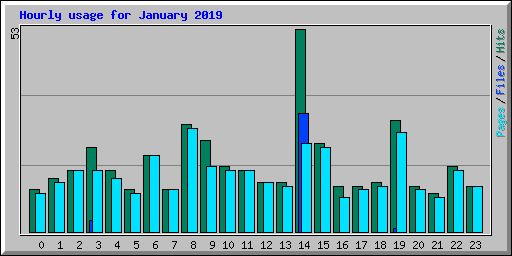 Hourly usage for January 2019
53
Pages/Files/Hits
0 1 2 3 4 5 6 7 8 9 10 11 12 13 14 15 16 17 18 19 20 21 22 23